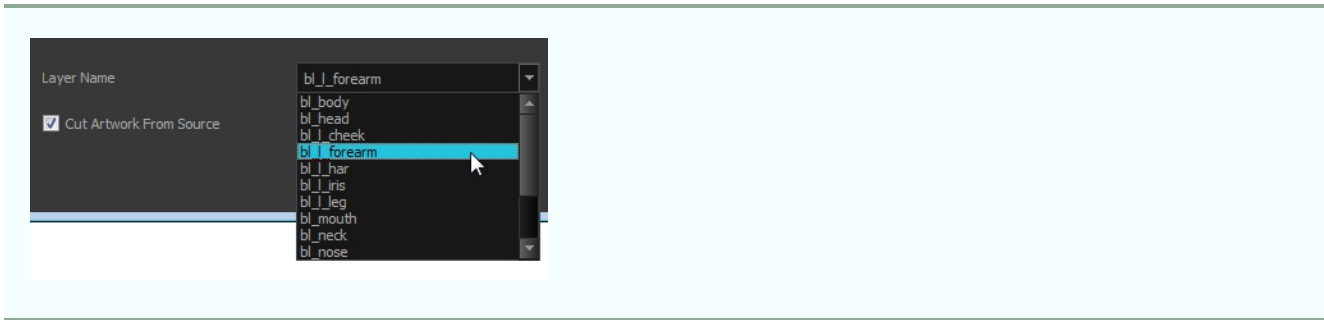 Layer Name
bl_l_forearm
bl_body
bl_head
Cut Artwork From Source
bl_l_cheek
bl_l_forearm
bl_l_har
bl_l_iris
bl_l_leg
bl_mouth
bl_neck
bl_nose